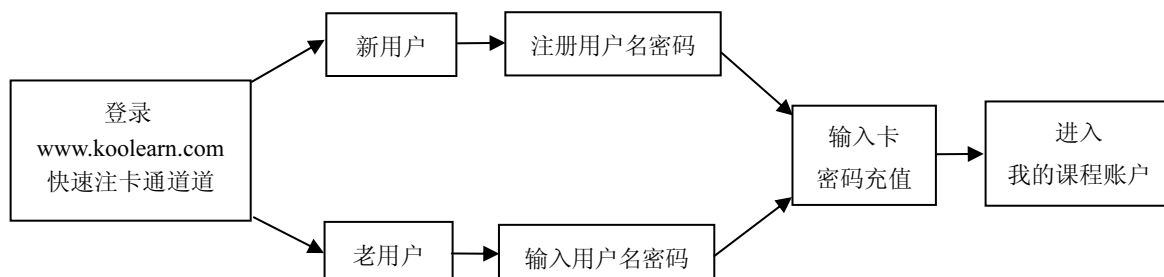 新用户
注册用户名密码
登录
www.koolearn.com
快速注卡通道道
输入卡
密码充值
进入
我的课程账户
老用户
输入用户名密码